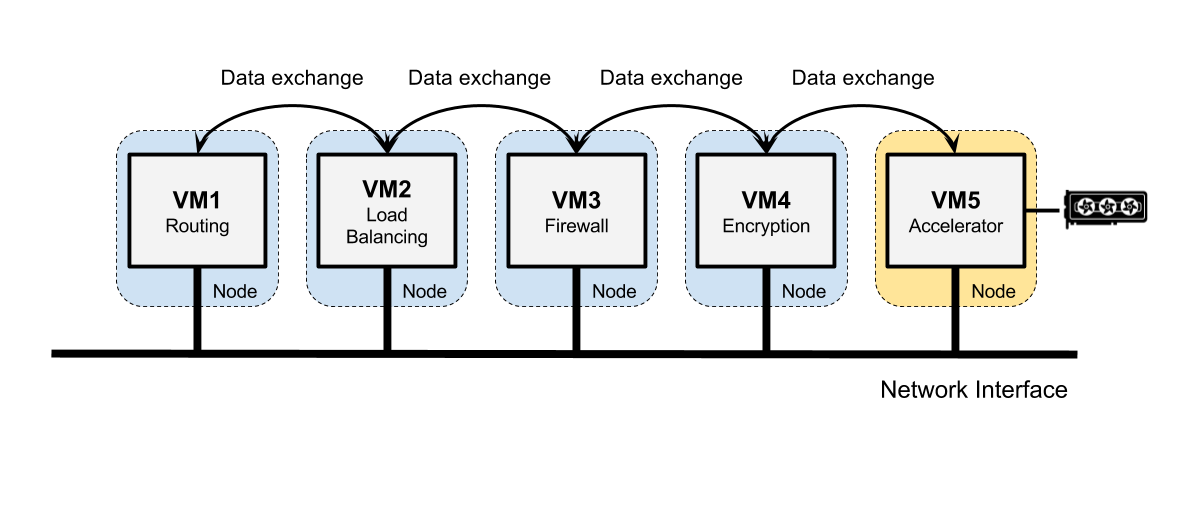 Data exchange
Data exchange
Data exchange
Data exchange
VM1
Routing
Node
VM2
Load
Balancing
Node
VM3
Firewall
Node
VM4
Encryption
Node
VM5
Accelerator
Node
Network Interface